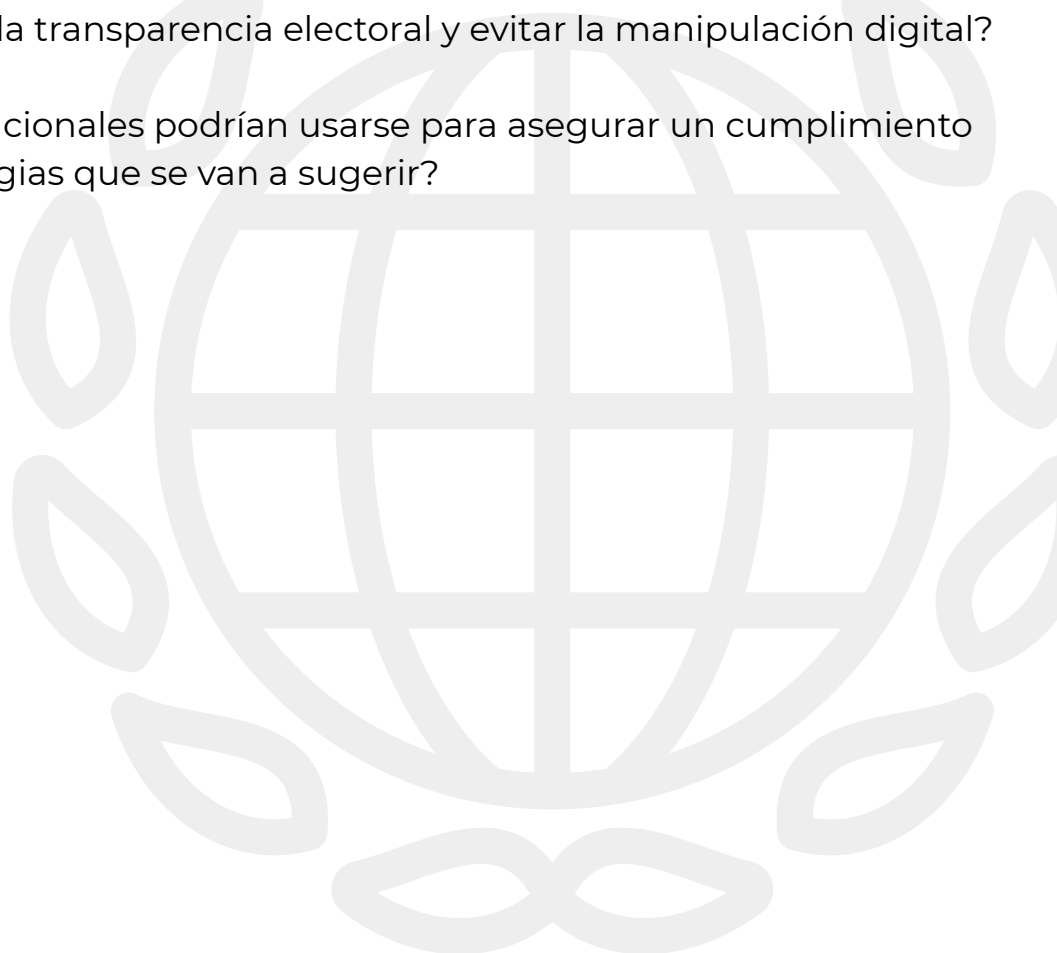 la transparencia electoral y evitar la manipulación digital?
cionales podrían usarse para asegurar un cumplimiento
gias que se van a sugerir?